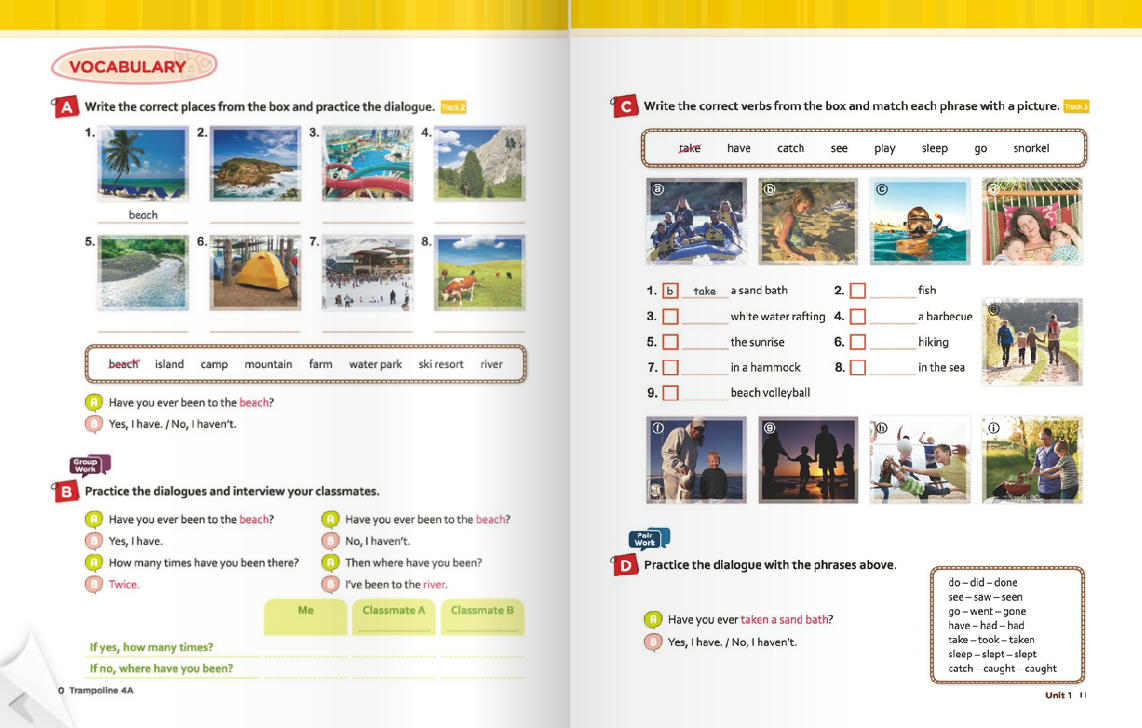 VOCABULARY
A Write the correct places from the box and practice the dialogue. Track 2
1. 2. 3. 4.
beach
5. 6. 7. 8.
beach island camp mountain farm water park ski resort river
A Have you ever been to the beach?
B Yes, I have. / No, I haven't.
Group Work
B Practice the dialogues and interview your classmates.
A Have you ever been to the beach?
B Yes, I have.
A How many times have you been there?
B Twice.
A Have you ever been to the beach?
B No, I haven't.
A Then where have you been?
B I've been to the river.
Me Classmate A Classmate B
If yes, how many times?
If no, where have you been?
0 Trampoline 4A
C Write the correct verbs from the box and match each phrase with a picture. Track 3
take have catch see play sleep go snorkel
a b c d
1. b take a sand bath 2. fish
3. white water rafting 4. a barbecue
5. the sunrise 6. hiking
7. in a hammock 8. in the sea
9. beach volleyball
e
f g h i
Pair Work
D Practice the dialogue with the phrases above.
A Have you ever taken a sand bath?
B Yes, I have. / No, I haven't.
do – did – done
see – saw – seen
go – went – gone
have – had – had
take – took – taken
sleep – slept – slept
catch – caught – caught
Unit 1 11